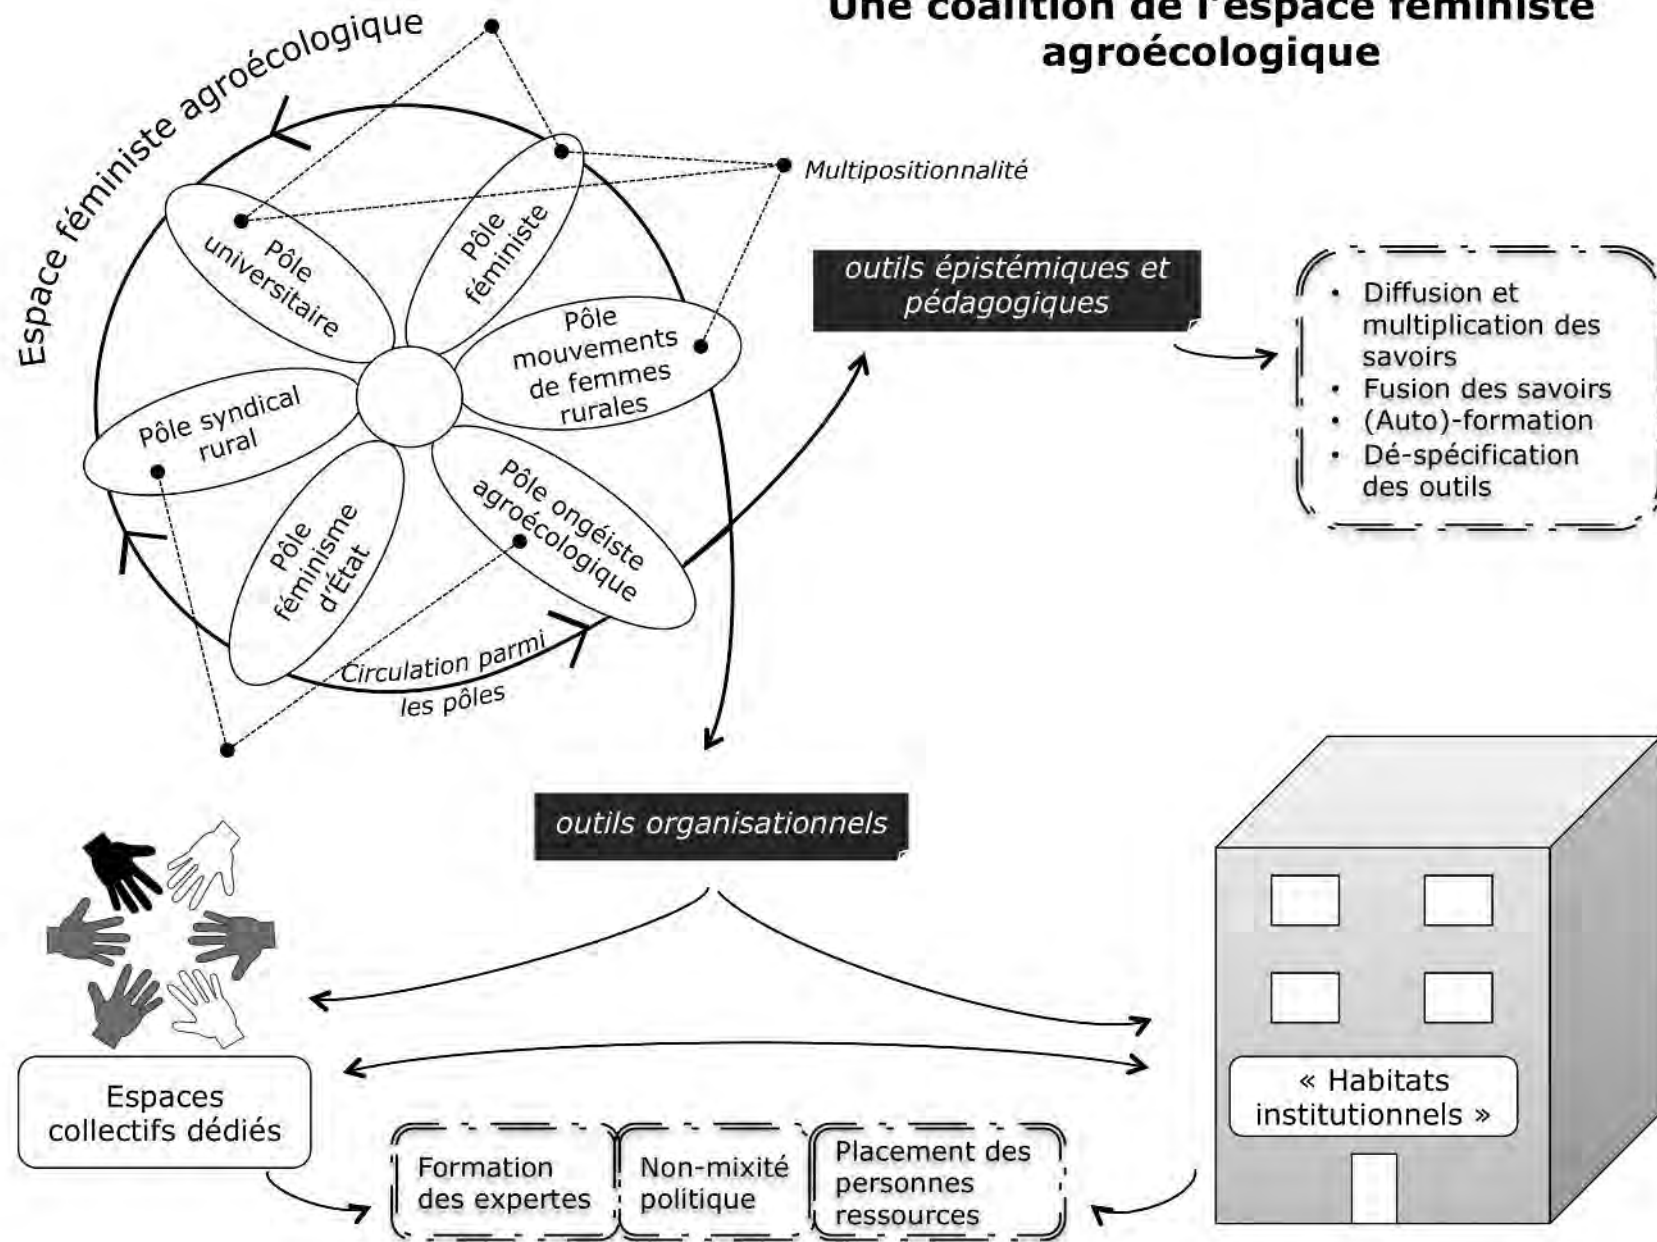 Une coalition de l'espace féministe
agroécologique
Espace féministe agroécologique
Multipositionnalité
Pôle
universitaire
Pôle
féministe
Pôle
mouvements
de femmes
rurales
Pôle syndical
rural
Pôle
féminisme
d'État
Pôle ongéiste
agroécologique
Circulation parmi
les pôles
outils épistémiques et
pédagogiques
• Diffusion et
multiplication des
savoirs
• Fusion des savoirs
• (Auto)-formation
• Dé-spécification
des outils
outils organisationnels
Espaces
collectifs dédiés
« Habitats
institutionnels »
Formation
des expertes
Non-mixité
politique
Placement des
personnes
ressources